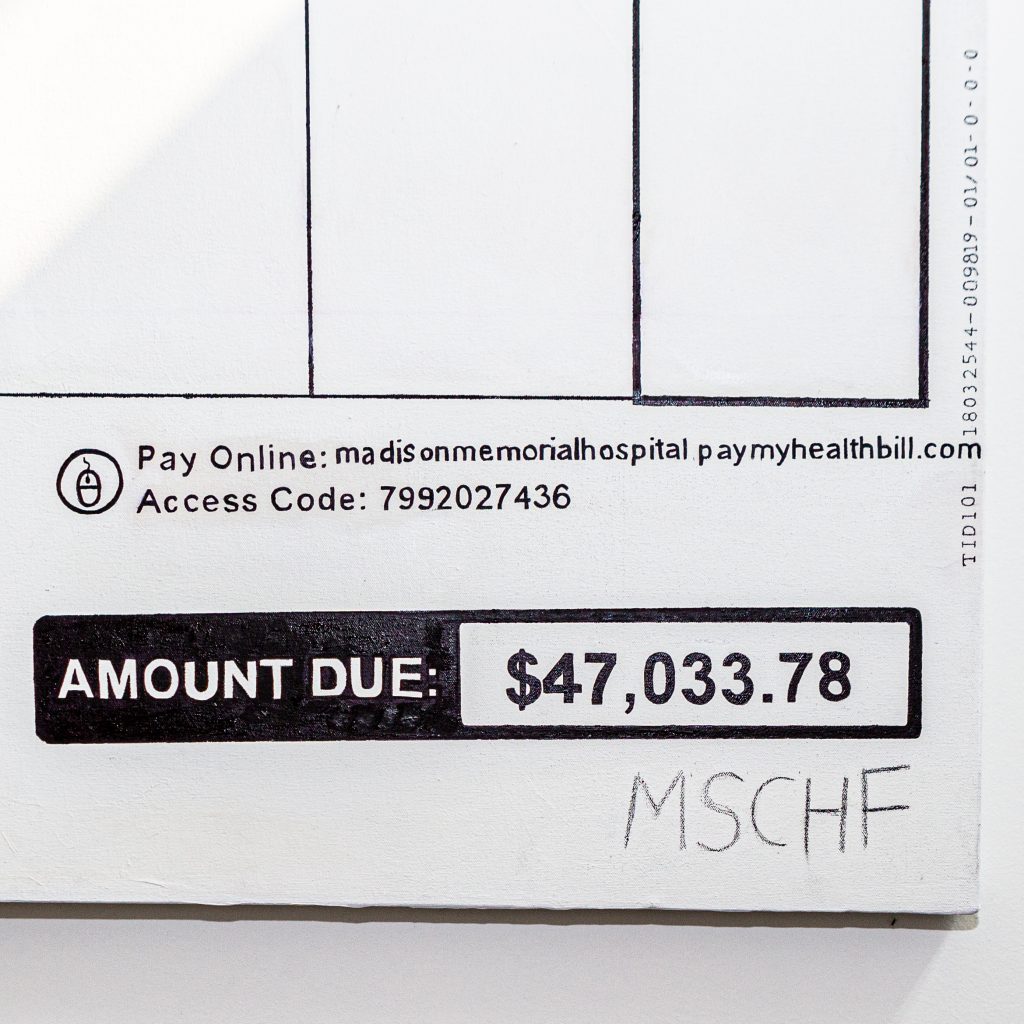 Pay Online: madisonmemorialhospital.paymyhealthbill.com
Access Code: 7992027436
AMOUNT DUE: $47,033.78
MSCHF
TID101 18032544-009819-01/01-0-0-0